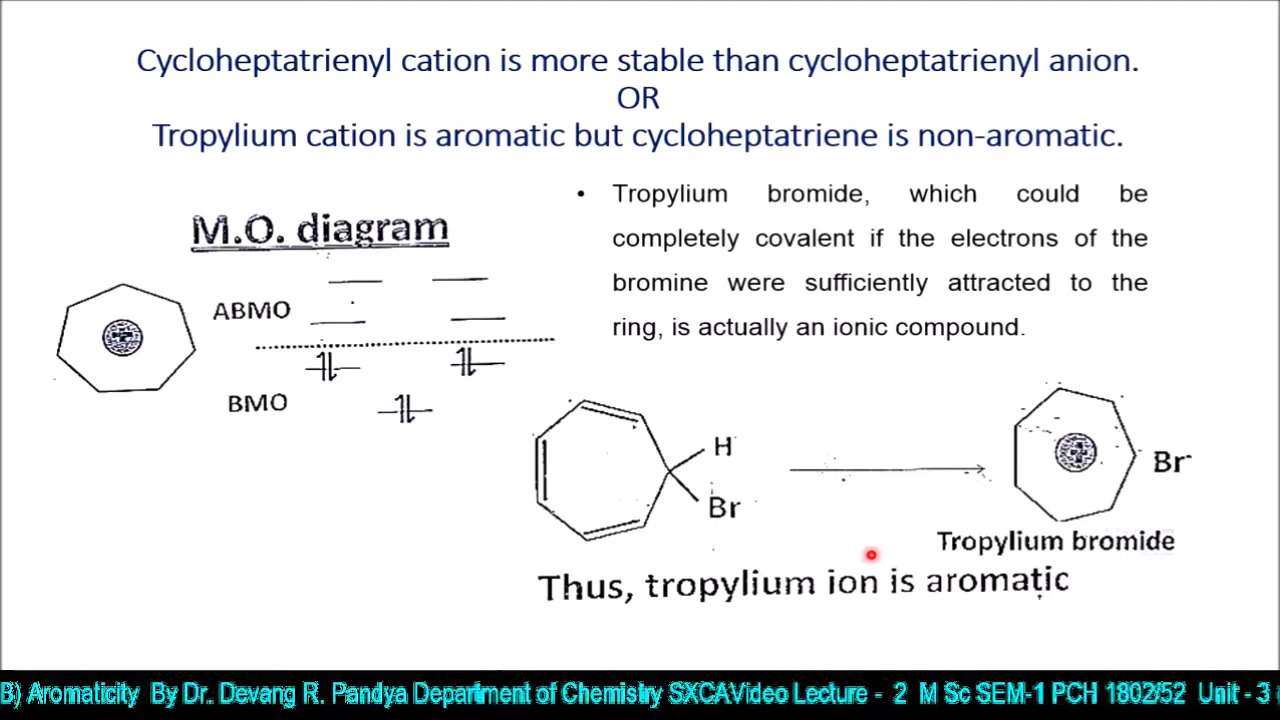 Cycloheptatrienyl cation is more stable than cycloheptatrienyl anion.
OR
Tropylium cation is aromatic but cycloheptatriene is non-aromatic.
M.O. diagram
ABMO
BMO
• Tropylium bromide, which could be
completely covalent if the electrons of the
bromine were sufficiently attracted to the
ring, is actually an ionic compound.
H
Br
+
Br-
Tropylium bromide
Thus, tropylium ion is aromatic
B) Aromaticity By Dr. Devang R. Pandya Department of Chemistry SXCAVideo Lecture - 2 M Sc SEM-1 PCH 1802/52 Unit - 3